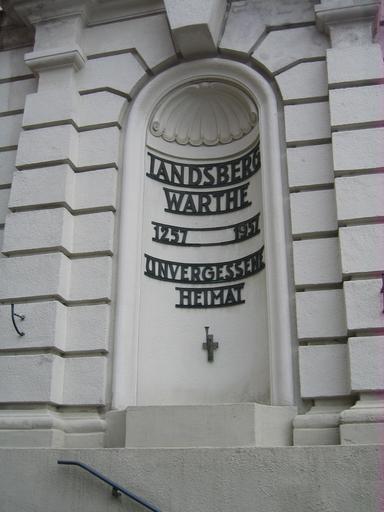 LANDSBERG
WARTHE
1257 1957
UNVERGESSENE
HEIMAT